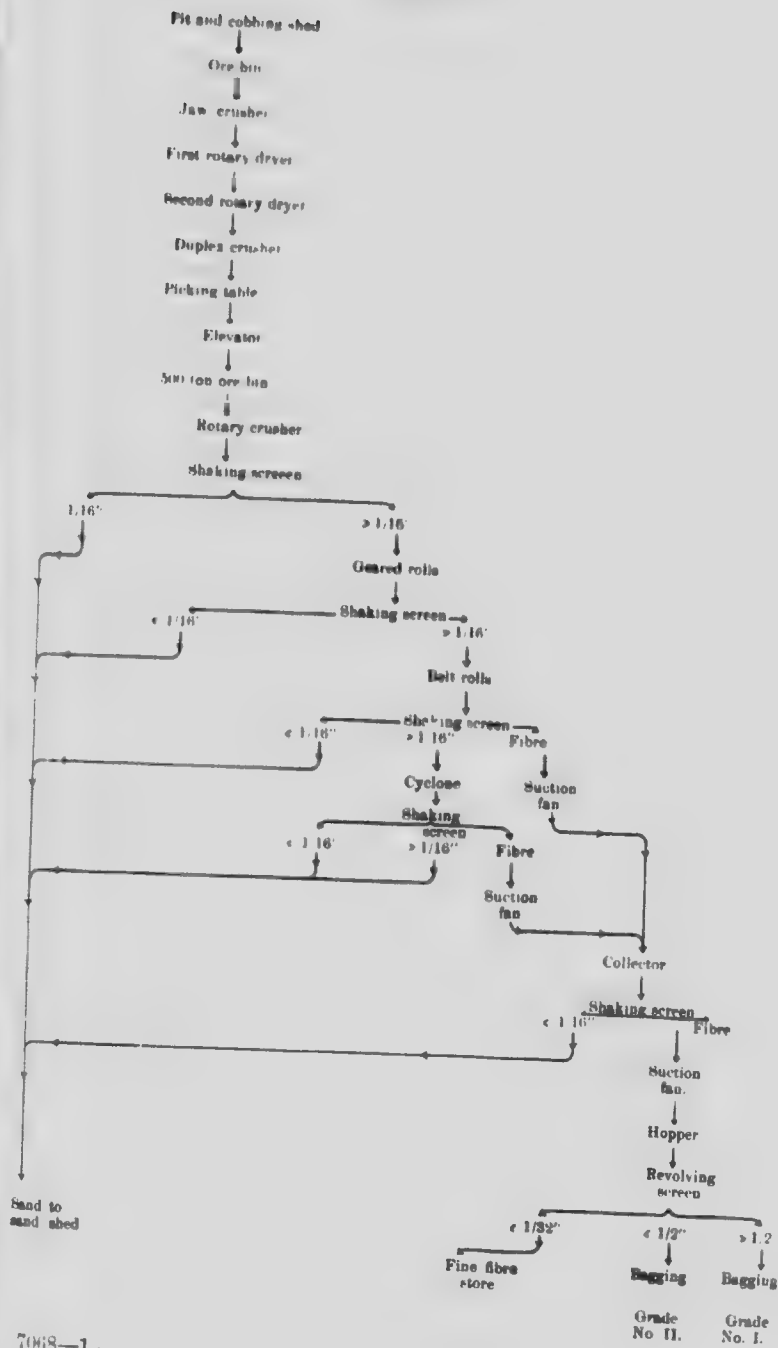 Pit and cobbing shed
Ore bin
Jaw crusher
First rotary dryer
Second rotary dryer
Duplex crusher
Picking table
Elevator
500 ton ore bin
Rotary crusher
Shaking screeen
1/16" > 1/16"
Geared rolls
Shaking screen
< 1/16" > 1/16"
Belt rolls
Shaking screen
< 1/16" > 1 16" Fibre
Cyclone
Suction
fan
Shaking
screen
< 1 16" > 1/16" Fibre
Suction
fan
Collector
Shaking screen
< 1 16" Fibre
Suction
fan.
Hopper
Revolving
screen
Sand to
sand shed
< 1/32" < 1/2" > 1.2
Fine fibre
store
Bagging Bagging
Grade Grade
No II. No. I.
7068—1